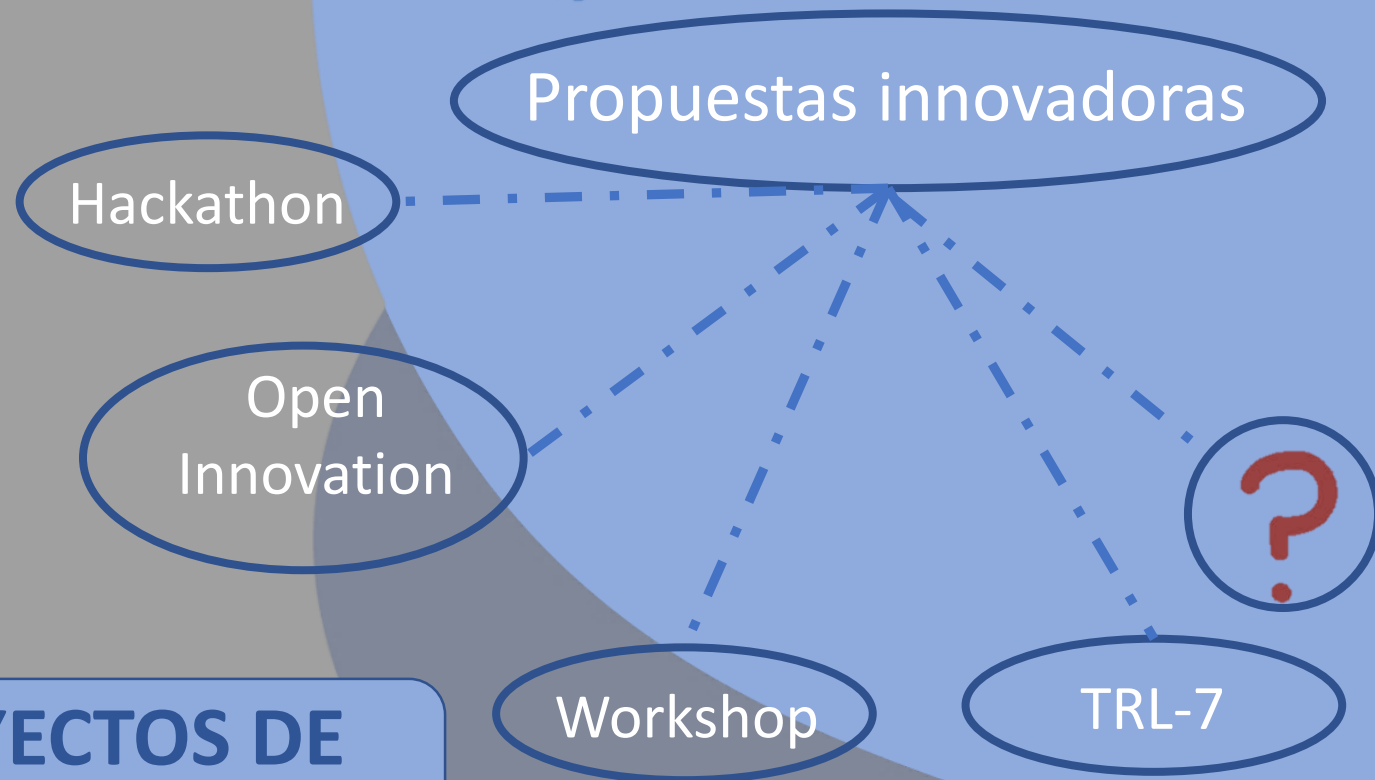 Propuestas innovadoras
Hackathon
Open
Innovation
?
Workshop
TRL-7
YECTOS DE